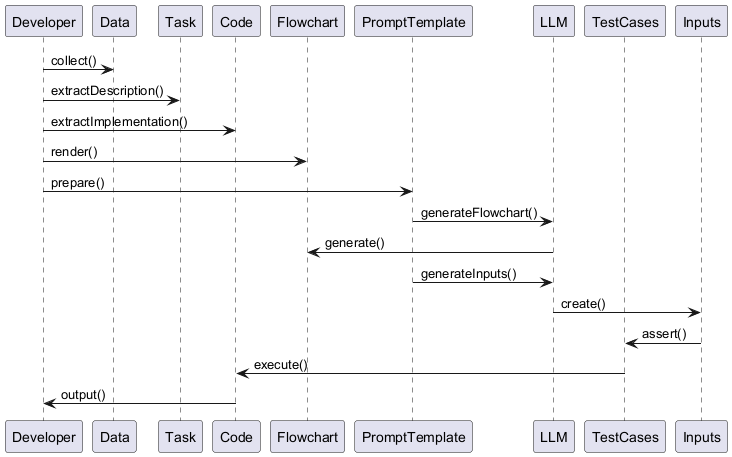 Developer Data Task Code Flowchart PromptTemplate LLM TestCases Inputs
collect()
extractDescription()
extractImplementation()
render()
prepare()
generateFlowchart()
generate()
generateInputs()
create()
assert()
execute()
output()
Developer Data Task Code Flowchart PromptTemplate LLM TestCases Inputs